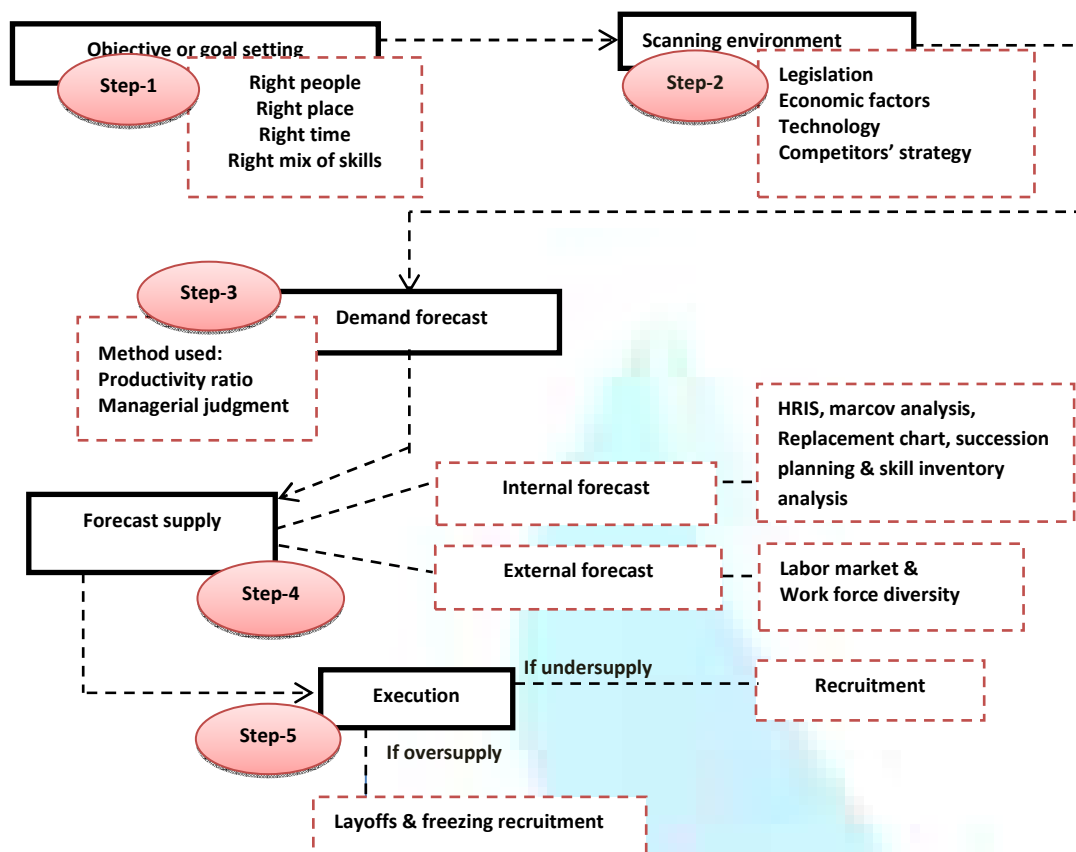 Objective or goal setting
Step-1
Right people
Right place
Right time
Right mix of skills
Scanning environment
Step-2
Legislation
Economic factors
Technology
Competitors’ strategy
Step-3
Demand forecast
Method used:
Productivity ratio
Managerial judgment
Forecast supply
Step-4
Internal forecast
HRIS, marcov analysis,
Replacement chart, succession
planning & skill inventory
analysis
External forecast
Labor market &
Work force diversity
Execution
Step-5
If undersupply
Recruitment
If oversupply
Layoffs & freezing recruitment